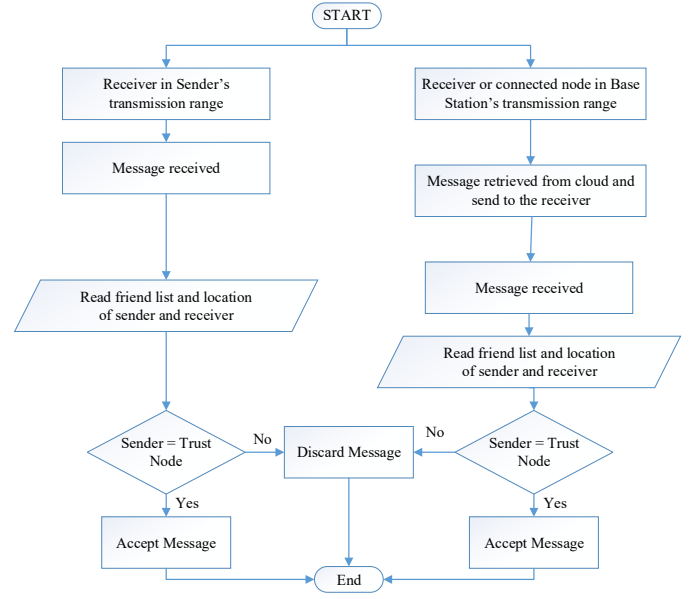 START
Receiver in Sender's
transmission range
Receiver or connected node in Base
Station's transmission range
Message received
Message retrieved from cloud and
send to the receiver
Read friend list and location
of sender and receiver
Message received
Read friend list and location
of sender and receiver
Sender = Trust
Node
No
Discard Message
No
Sender = Trust
Node
Yes
Yes
Accept Message
Accept Message
End